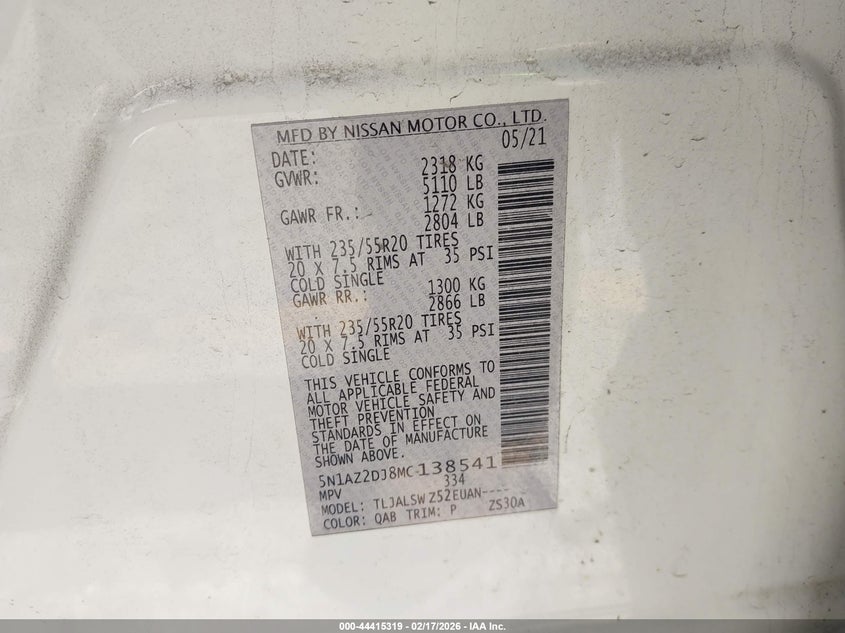 MFD BY NISSAN MOTOR CO., LTD.
DATE: 05/21
GVWR: 2318 KG
5110 LB
GAWR FR.: 1272 KG
2804 LB
WITH 235/55R20 TIRES
20 X 7.5 RIMS AT 35 PSI
COLD SINGLE
GAWR RR.: 1300 KG
2866 LB
WITH 235/55R20 TIRES
20 X 7.5 RIMS AT 35 PSI
COLD SINGLE
THIS VEHICLE CONFORMS TO
ALL APPLICABLE FEDERAL
MOTOR VEHICLE SAFETY AND
THEFT PREVENTION
STANDARDS IN EFFECT ON
THE DATE OF MANUFACTURE
SHOWN ABOVE.
5N1AZ2DJ8MC138541
MPV 334
MODEL: TLJALSWZ52EUAN----
COLOR: QAB TRIM: P ZS30A
000-44415319 - 02/17/2026 - IAA Inc.